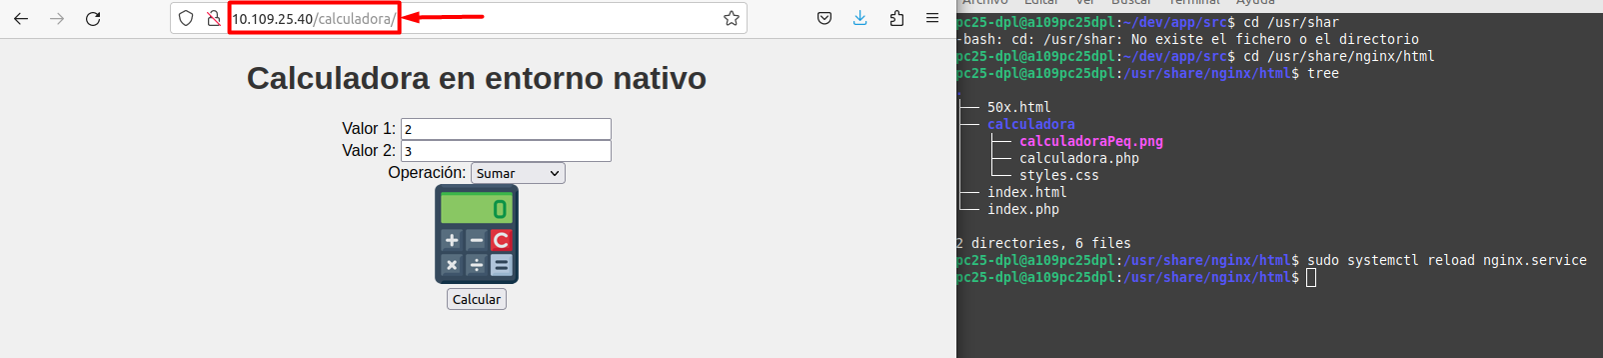 10.109.25.40/calculadora/
Calculadora en entorno nativo
Valor 1: 2
Valor 2: 3
Operación: Sumar
0
+ − C
× ÷ =
Calcular
Archivo Editar Ver Buscar Terminal Ayuda
pc25-dpl@a109pc25dpl:~/dev/app/src$ cd /usr/shar
-bash: cd: /usr/shar: No existe el fichero o el directorio
pc25-dpl@a109pc25dpl:~/dev/app/src$ cd /usr/share/nginx/html
pc25-dpl@a109pc25dpl:/usr/share/nginx/html$ tree
.
├── 50x.html
├── calculadora
│   ├── calculadoraPeq.png
│   ├── calculadora.php
│   └── styles.css
├── index.html
└── index.php
2 directories, 6 files
pc25-dpl@a109pc25dpl:/usr/share/nginx/html$ sudo systemctl reload nginx.service
pc25-dpl@a109pc25dpl:/usr/share/nginx/html$